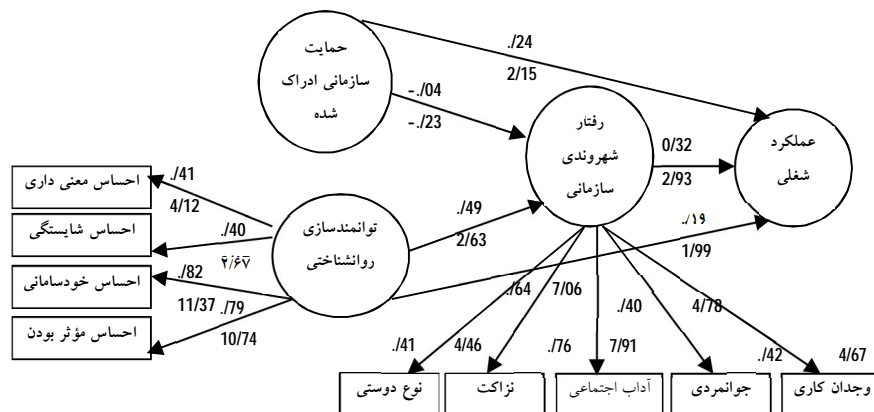 حمایت
سازمانی ادراک
شده
./24
2/15
-./04
-./23
رفتار
شهروندی
سازمانی
0/32
2/93
عملکرد
شغلی
احساس معنی داری
./41
4/12
احساس شایستگی
./40
۲/۶۷
احساس خودسامانی
./82
11/37
احساس مؤثر بودن
./79
10/74
توانمندسازی
روانشناختی
./49
2/63
./۱۹
1/99
./64
7/06
./40
4/78
./41
4/46
./76
7/91
./42
4/67
نوع دوستی
نزاکت
آداب اجتماعی
جوانمردی
وجدان کاری